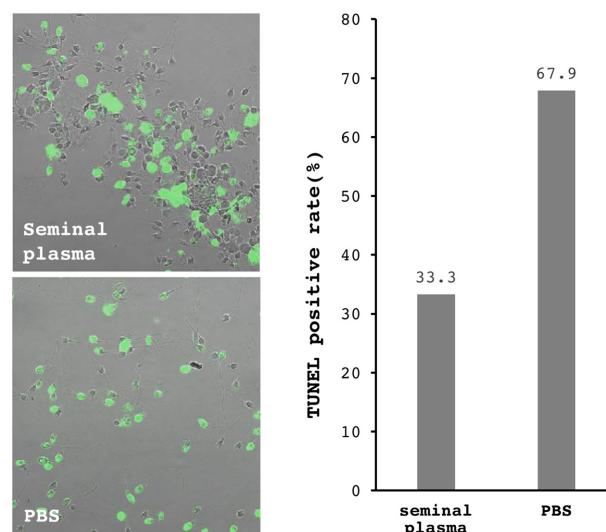 Seminal
plasma
PBS
TUNEL positive rate(%)
80
70
60
50
40
30
20
10
0
33.3
67.9
seminal
plasma
PBS